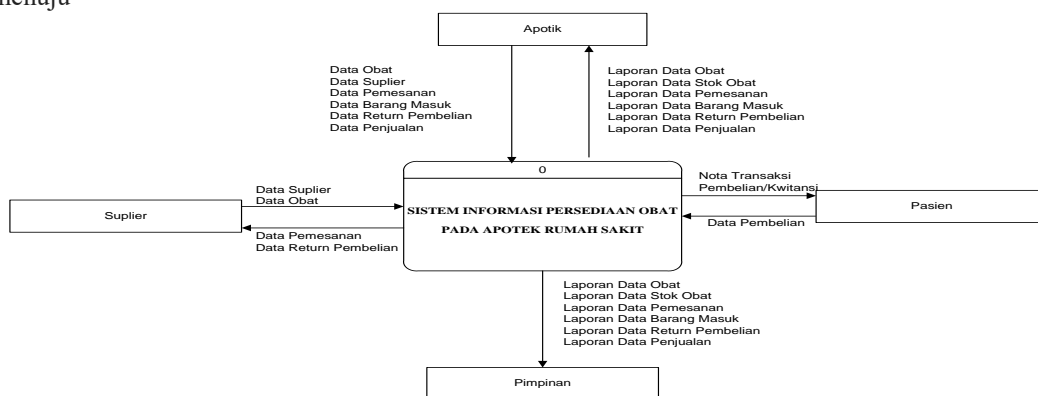 menuju
Apotik
Data Obat
Data Suplier
Data Pemesanan
Data Barang Masuk
Data Return Pembelian
Data Penjualan
Laporan Data Obat
Laporan Data Stok Obat
Laporan Data Pemesanan
Laporan Data Barang Masuk
Laporan Data Return Pembelian
Laporan Data Penjualan
0
SISTEM INFORMASI PERSEDIAAN OBAT
PADA APOTEK RUMAH SAKIT
Suplier
Data Suplier
Data Obat
Data Pemesanan
Data Return Pembelian
Nota Transaksi
Pembelian/Kwitansi
Data Pembelian
Pasien
Laporan Data Obat
Laporan Data Stok Obat
Laporan Data Pemesanan
Laporan Data Barang Masuk
Laporan Data Return Pembelian
Laporan Data Penjualan
Pimpinan